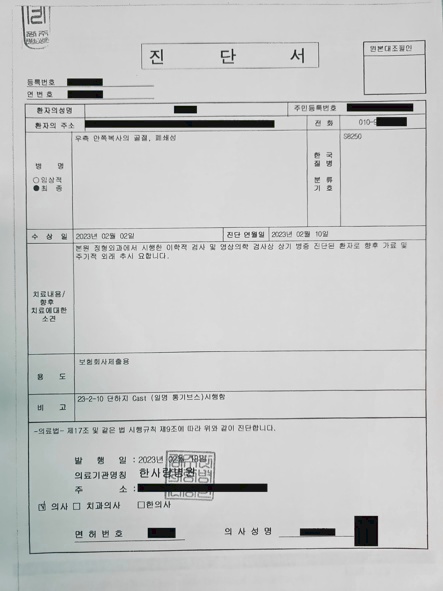 진 단 서
원본대조필인
등록번호
연 번 호
환자의성명 주민등록번호
환자의 주소 전 화 010-
병 명 우측 안쪽복사의 골절, 폐쇄성 한국질병분류기호 S8250
○임상적
●최 종
수 상 일 2023년 02월 02일 진단 연월일 2023년 02월 10일
치료내용/
향후
치료에대한
소견
본원 정형외과에서 시행한 이학적 검사 및 영상의학 검사상 상기 병증 진단된 환자로 향후 가료 및
주기적 외래 추시 요합니다.
용 도 보험회사제출용
비 고 23-2-10 단하지 Cast (일명 통기브스)시행함
-의료법- 제17조 및 같은 법 시행규칙 제9조에 따라 위와 같이 진단합니다.
발 행 일 : 2023년 02월
의료기관명칭 한사랑병원
주 소 :
☑ 의사 □ 치과의사 □한의사
면 허 번 호 의 사 성 명